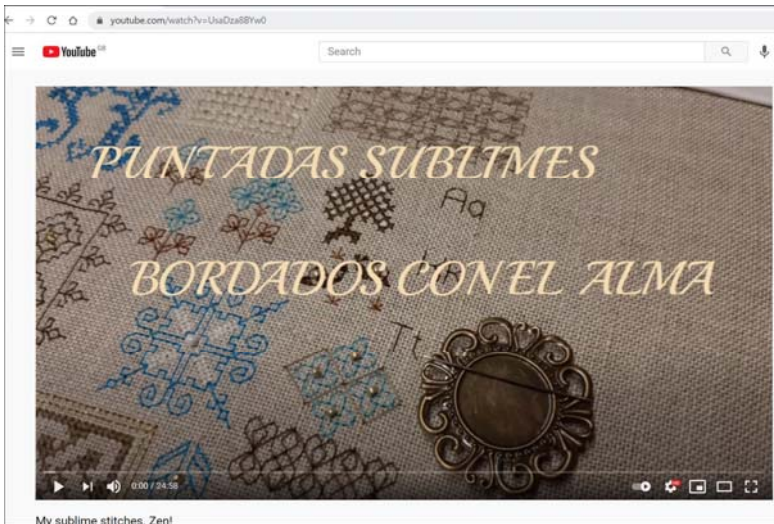 youtube.com/watch?v=UsaDza8BYw0
YouTube GB
Search
PUNTADAS SUBLIMES
Aa
BORDADOS CON EL ALMA
Tt
0:00 / 24:58
My sublime stitches, Zen!